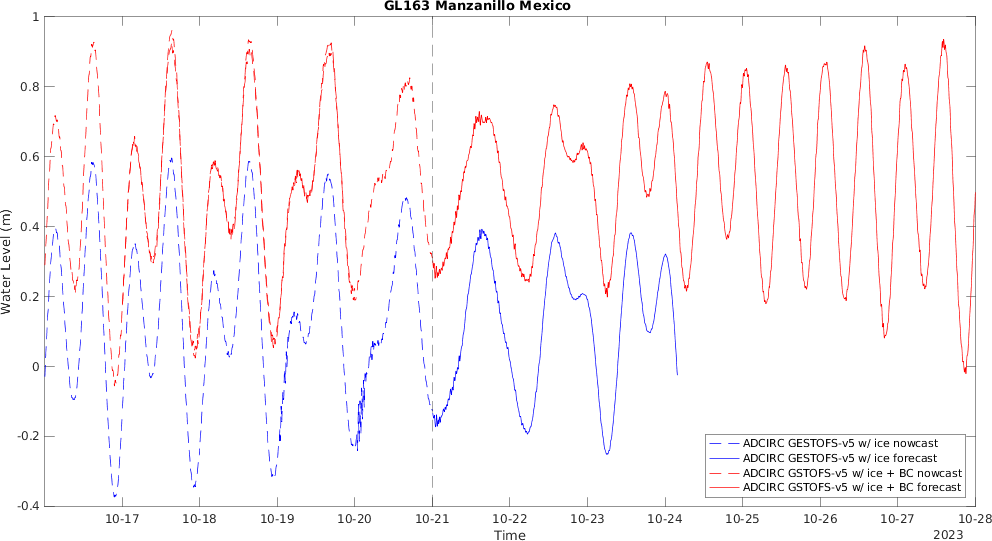 GL163 Manzanillo Mexico
Water Level (m)
1
0.8
0.6
0.4
0.2
0
-0.2
-0.4
ADCIRC GESTOFS-v5 w/ ice nowcast
ADCIRC GESTOFS-v5 w/ ice forecast
ADCIRC GSTOFS-v5 w/ ice + BC nowcast
ADCIRC GSTOFS-v5 w/ ice + BC forecast
10-17 10-18 10-19 10-20 10-21 10-22 10-23 10-24 10-25 10-26 10-27 10-28
Time
2023